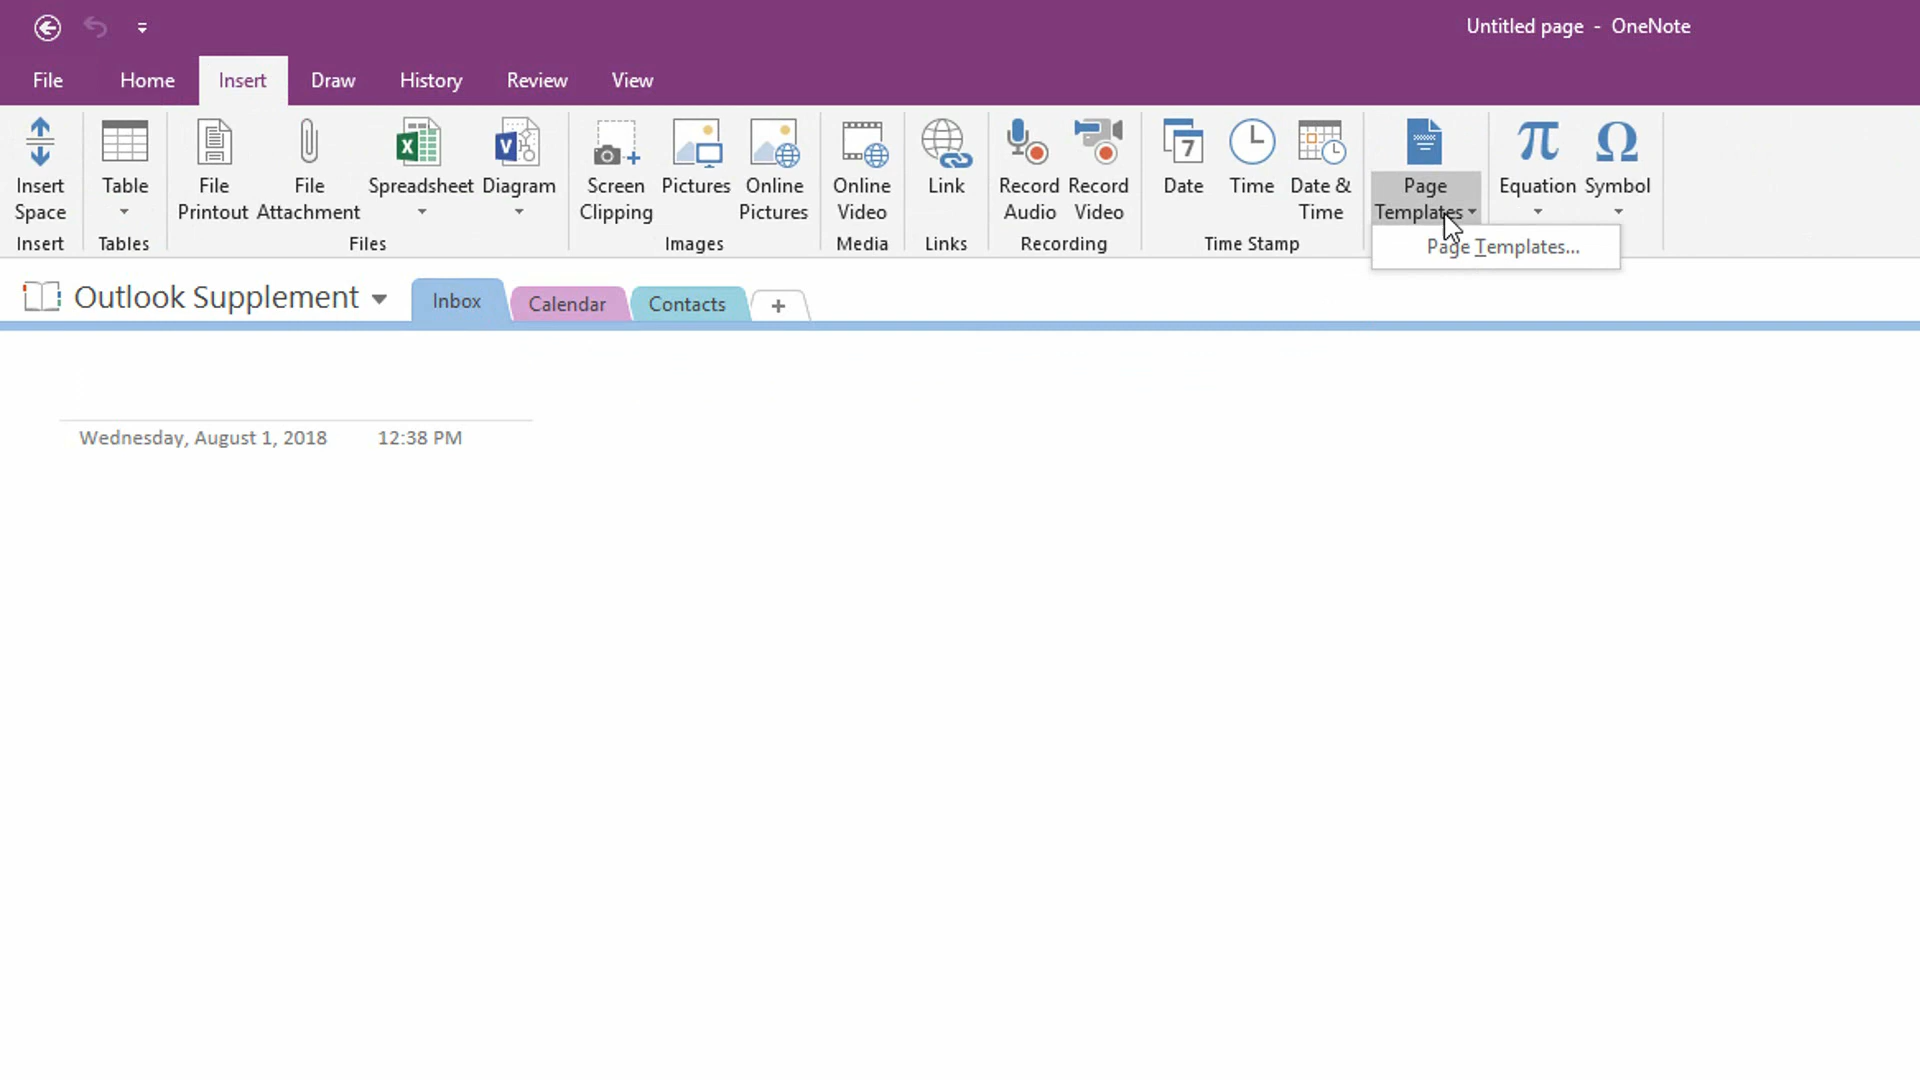 Untitled page - OneNote
File Home Insert Draw History Review View
Insert Space
Table
File Printout
File Attachment
Spreadsheet
Diagram
Screen Clipping
Pictures
Online Pictures
Online Video
Link
Record Audio
Record Video
7
Date
Time
Date & Time
Page Templates
π
Equation
Ω
Symbol
Insert Tables Files Images Media Links Recording Time Stamp
Page Templates...
Outlook Supplement Inbox Calendar Contacts +
Wednesday, August 1, 2018 12:38 PM